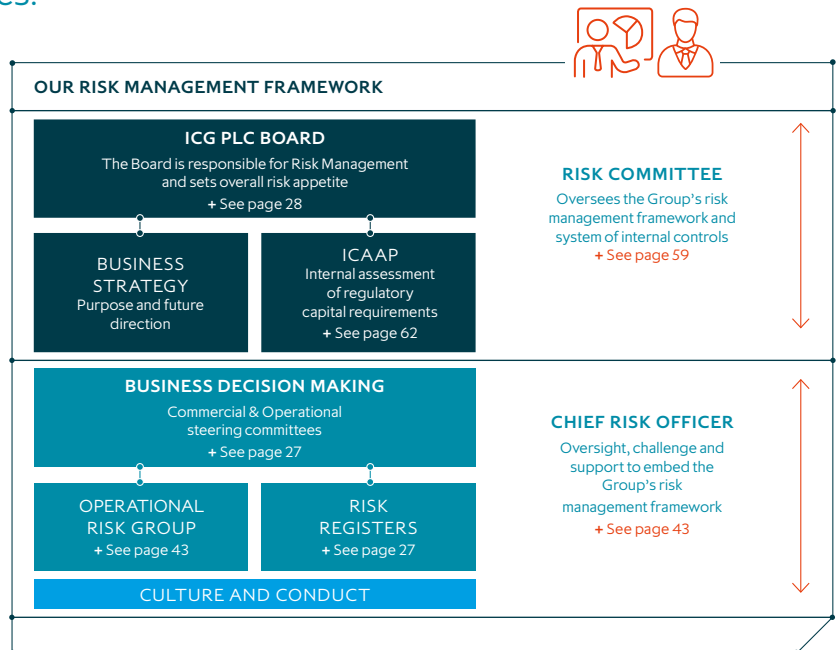 es.
OUR RISK MANAGEMENT FRAMEWORK
ICG PLC BOARD
The Board is responsible for Risk Management
and sets overall risk appetite
+ See page 28
BUSINESS
STRATEGY
Purpose and future
direction
ICAAP
Internal assessment
of regulatory
capital requirements
+ See page 62
RISK COMMITTEE
Oversees the Group’s risk
management framework and
system of internal controls
+ See page 59
BUSINESS DECISION MAKING
Commercial & Operational
steering committees
+ See page 27
OPERATIONAL
RISK GROUP
+ See page 43
RISK
REGISTERS
+ See page 27
CULTURE AND CONDUCT
CHIEF RISK OFFICER
Oversight, challenge and
support to embed the
Group’s risk
management framework
+ See page 43